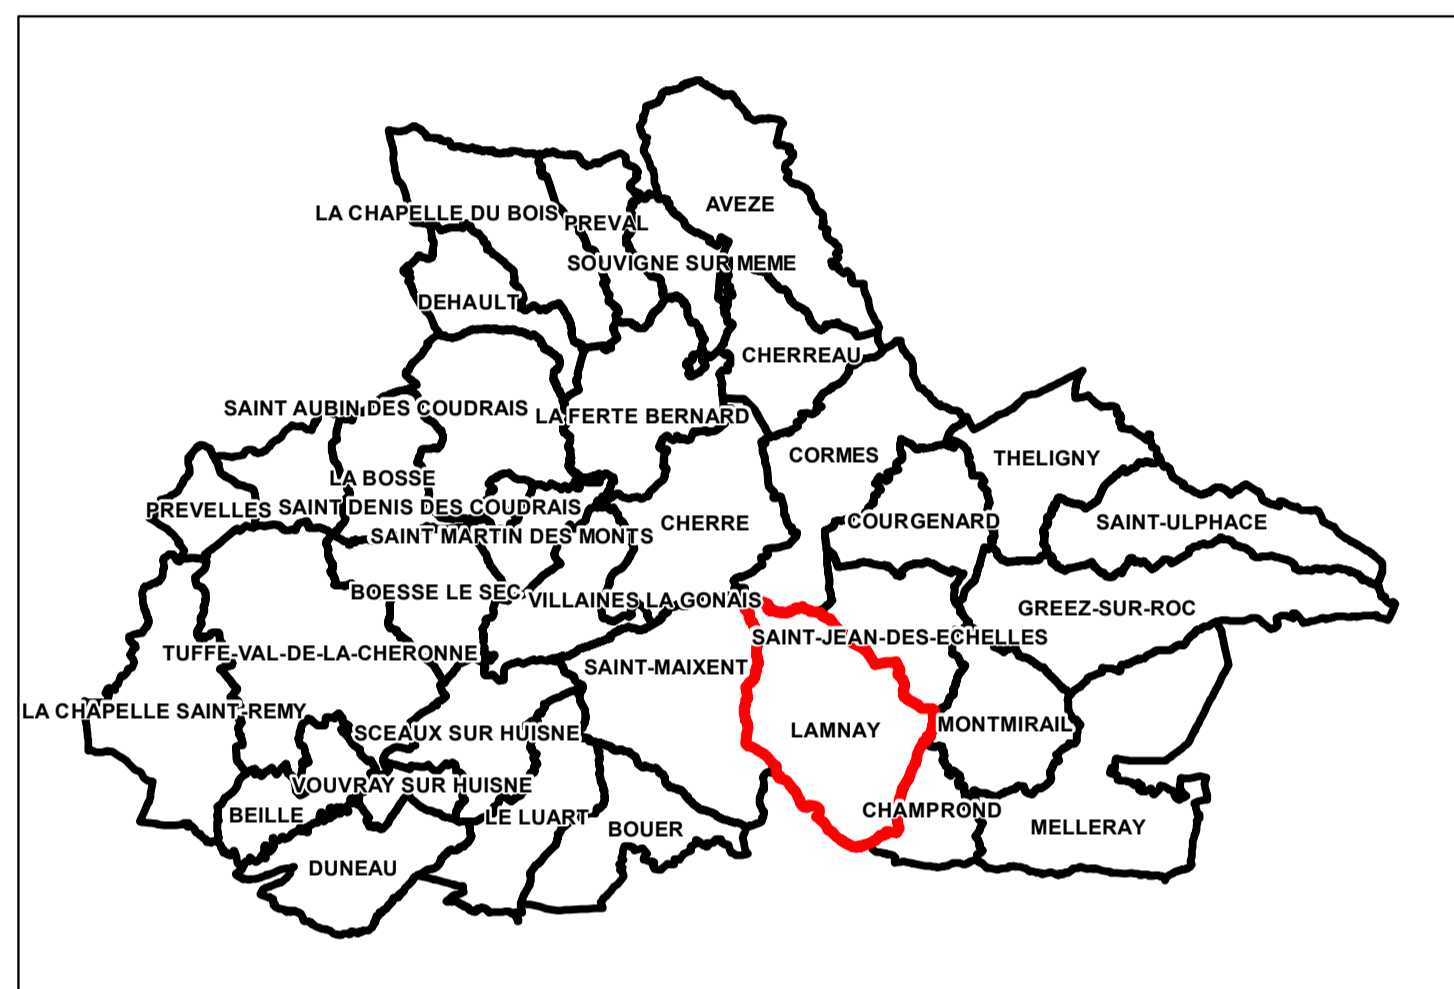 AVEZE
LA CHAPELLE DU BOIS
PREVAL
SOUVIGNE SUR MEME
DEHAULT
CHERREAU
SAINT AUBIN DES COUDRAIS
LA FERTE BERNARD
CORMES
THELIGNY
LA BOSSE
PREVELLES
SAINT DENIS DES COUDRAIS
CHERRE
COURGENARD
SAINT-ULPHACE
SAINT MARTIN DES MONTS
BOESSE LE SEC
VILLAINES LA GONAIS
GREEZ-SUR-ROC
SAINT-JEAN-DES-ECHELLES
TUFFE-VAL-DE-LA-CHERONNE
SAINT-MAIXENT
LA CHAPELLE SAINT-REMY
SCEAUX SUR HUISNE
LAMNAY
MONTMIRAIL
VOUVRAY SUR HUISNE
BEILLE
LE LUART
CHAMPROND
BOUER
MELLERAY
DUNEAU